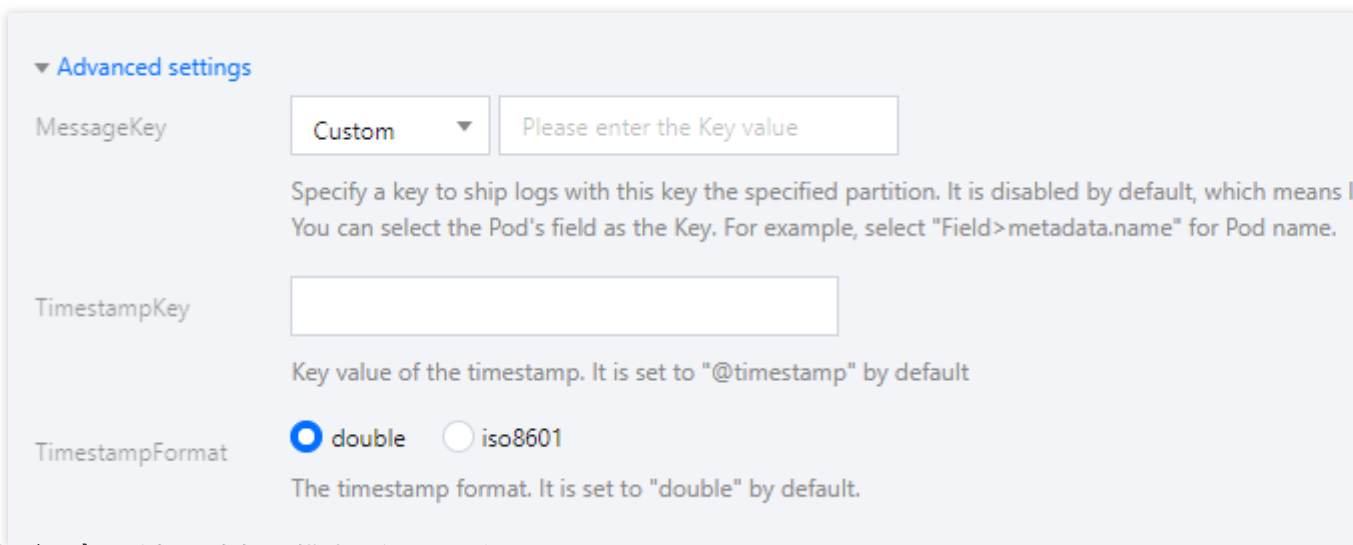 Advanced settings
MessageKey
Custom
Please enter the Key value
Specify a key to ship logs with this key the specified partition. It is disabled by default, which means
You can select the Pod's field as the Key. For example, select "Field>metadata.name" for Pod name.
TimestampKey
Key value of the timestamp. It is set to "@timestamp" by default
TimestampFormat
double
iso8601
The timestamp format. It is set to "double" by default.